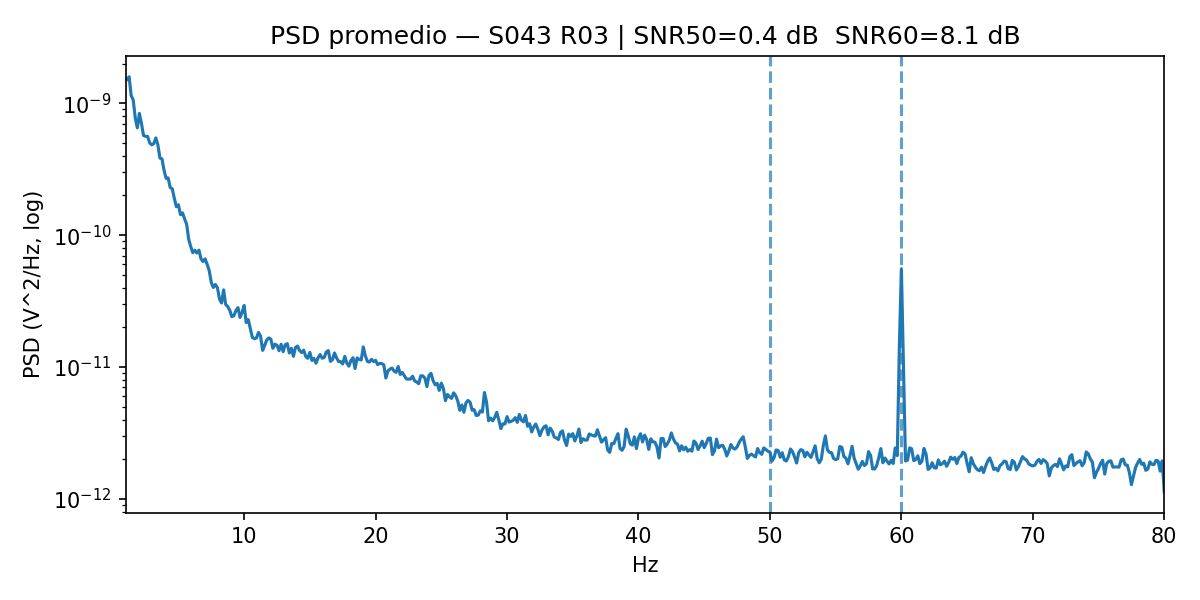 PSD promedio — S043 R03 | SNR50=0.4 dB  SNR60=8.1 dB
PSD (V^2/Hz, log)
10⁻⁹
10⁻¹⁰
10⁻¹¹
10⁻¹²
10 20 30 40 50 60 70 80
Hz